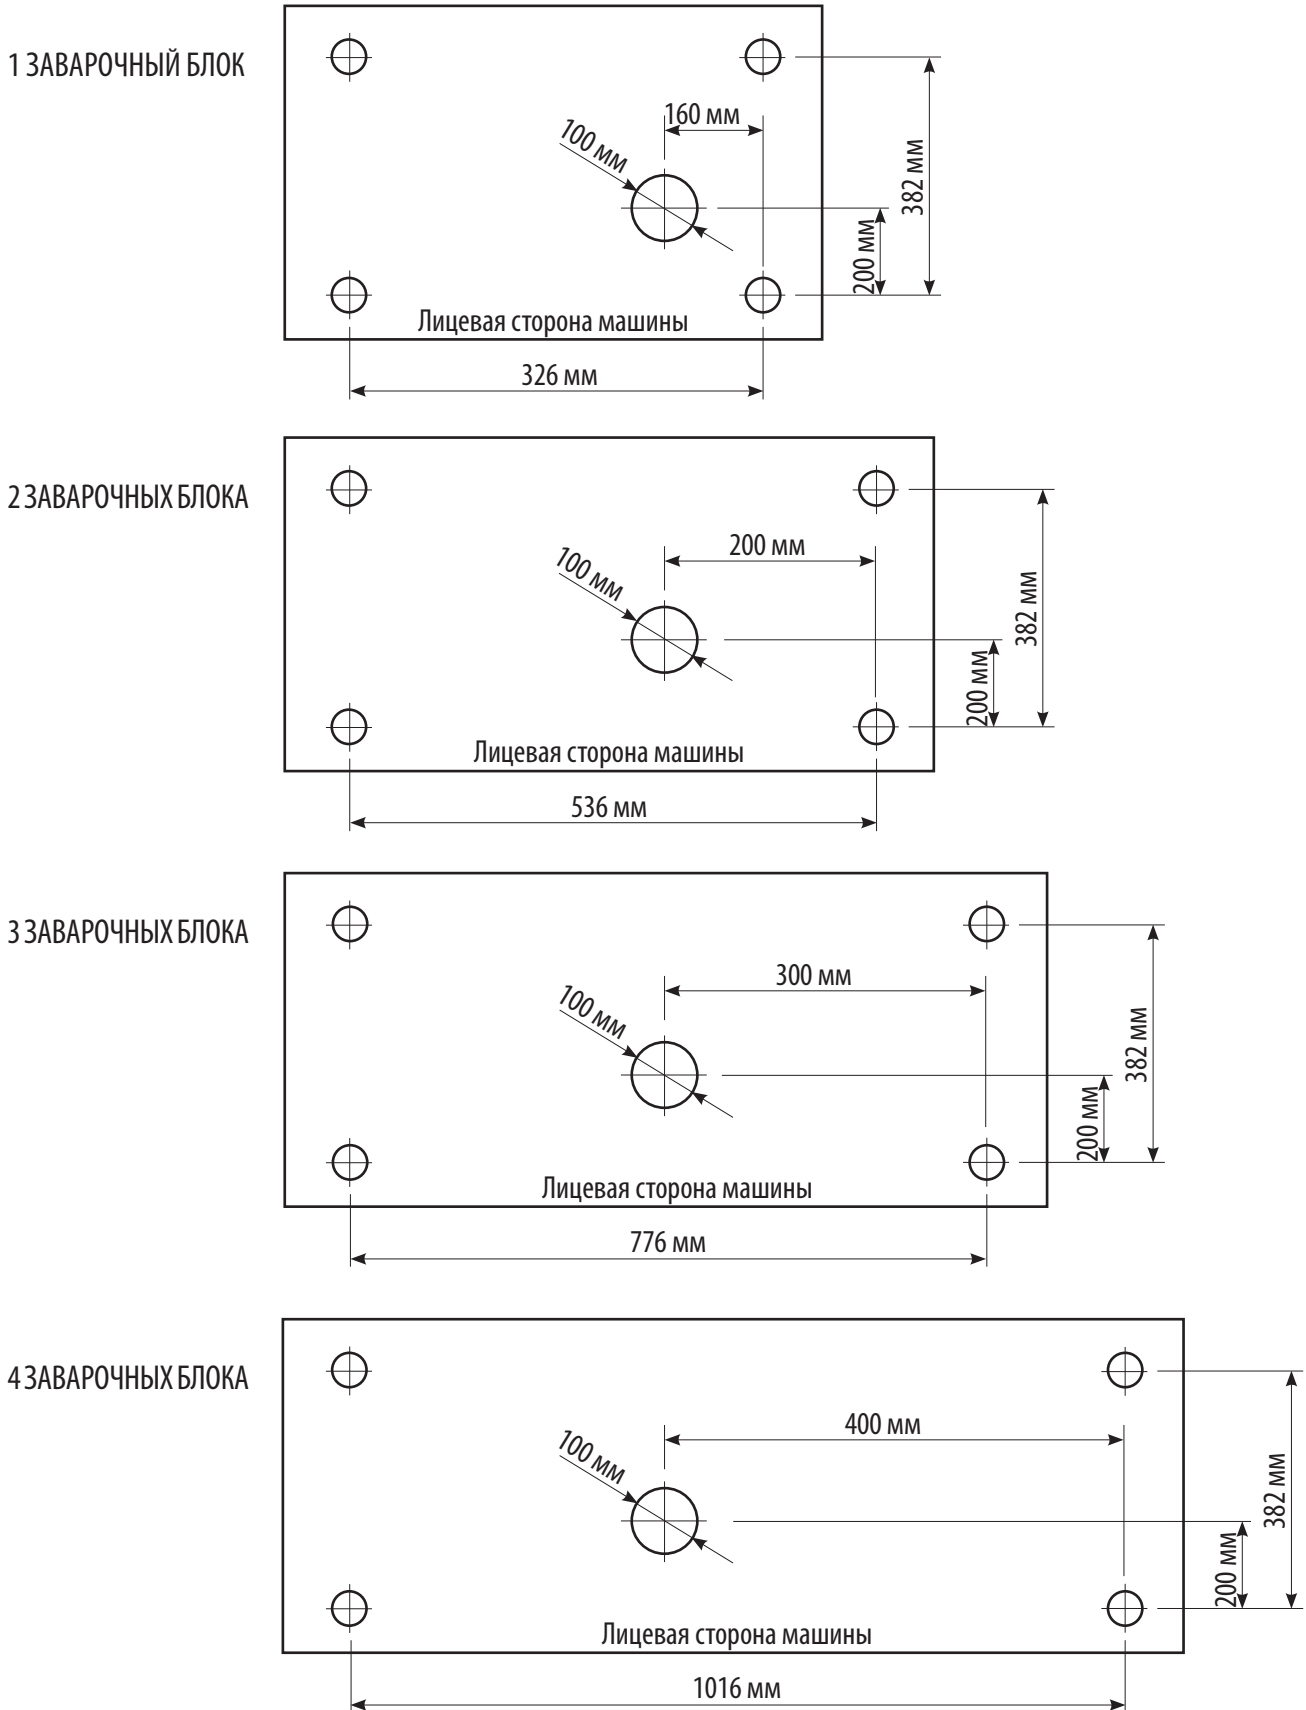 1 ЗАВАРОЧНЫЙ БЛОК
160 мм
100 мм
382 мм
200 мм
Лицевая сторона машины
326 мм
2 ЗАВАРОЧНЫХ БЛОКА
200 мм
100 мм
382 мм
200 мм
Лицевая сторона машины
536 мм
3 ЗАВАРОЧНЫХ БЛОКА
300 мм
100 мм
382 мм
200 мм
Лицевая сторона машины
776 мм
4 ЗАВАРОЧНЫХ БЛОКА
400 мм
100 мм
382 мм
200 мм
Лицевая сторона машины
1016 мм